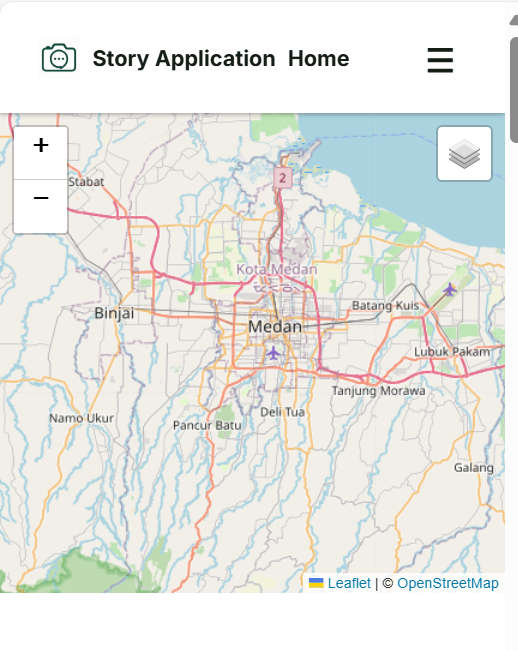 Story Application Home
+
−
2
Stabat
Kota Medan
Batang Kuis
Binjai
Medan
Lubuk Pakam
Tanjung Morawa
Namo Ukur
Deli Tua
Pancur Batu
Galang
Leaflet | © OpenStreetMap